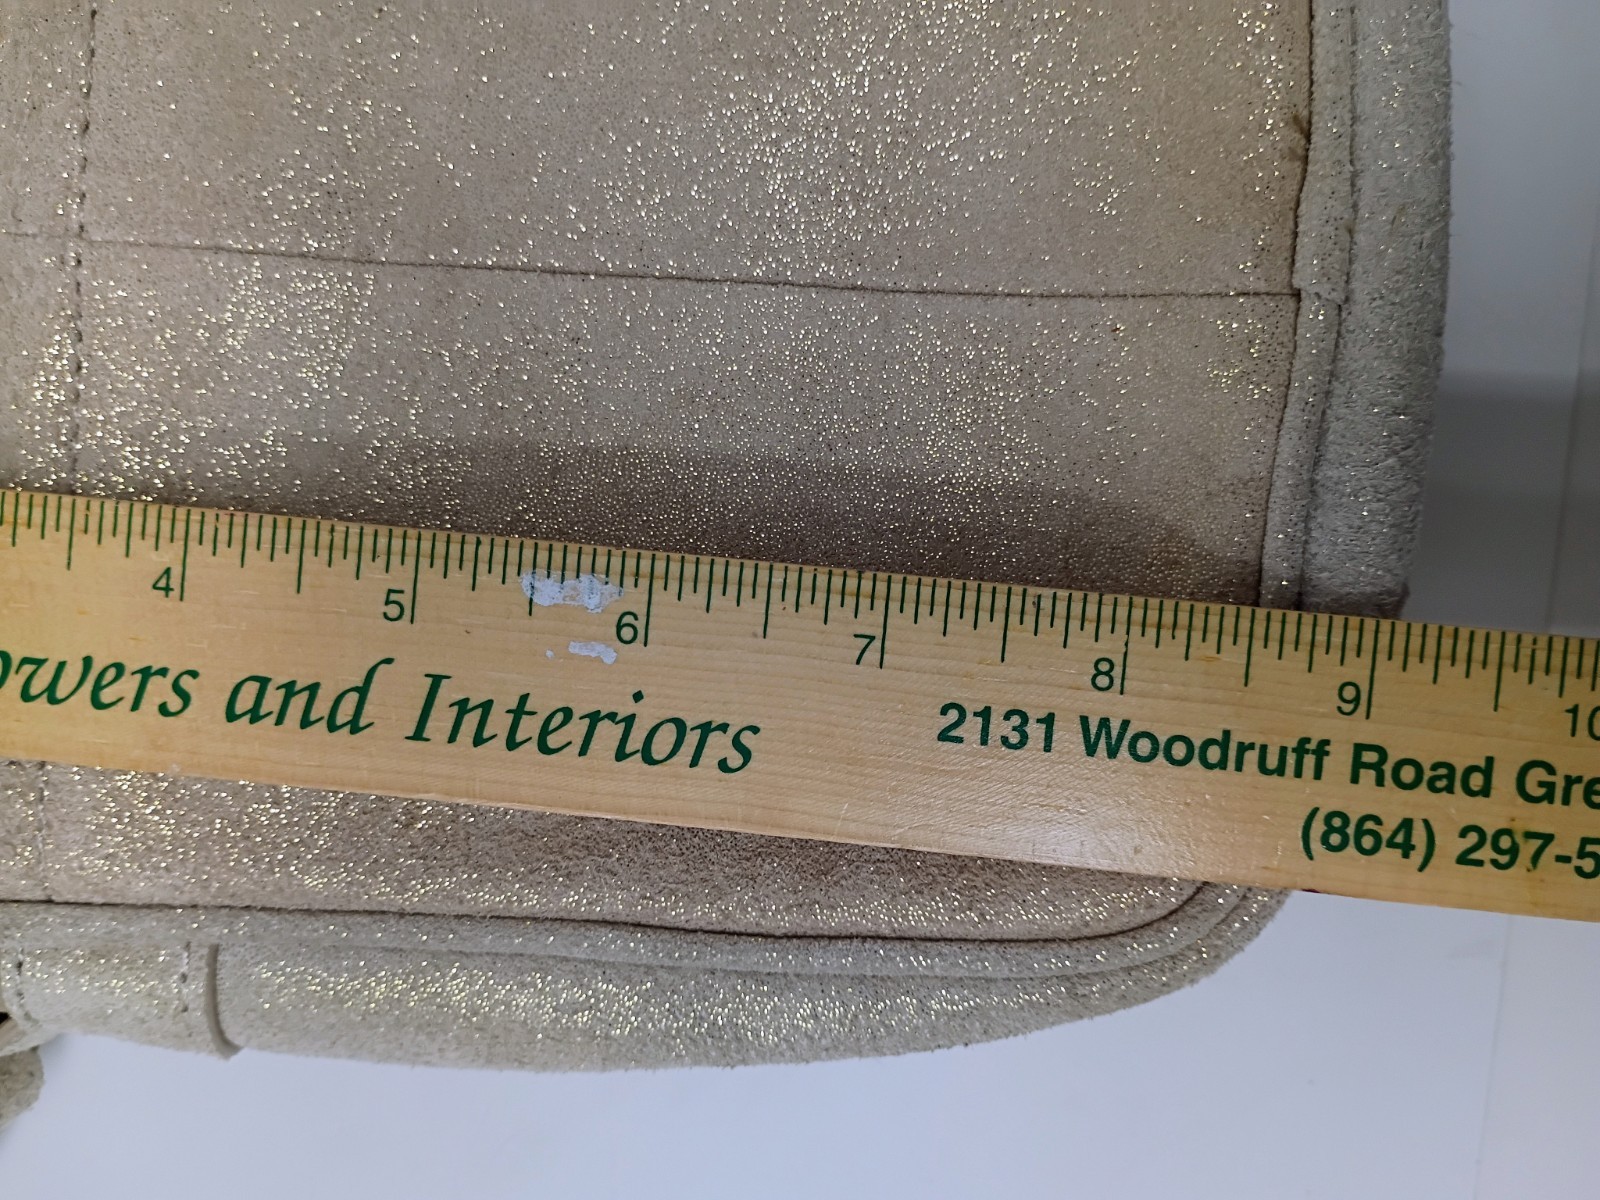 4 5 6 7 8 9 10
owers and Interiors
2131 Woodruff Road Gre
(864) 297-5